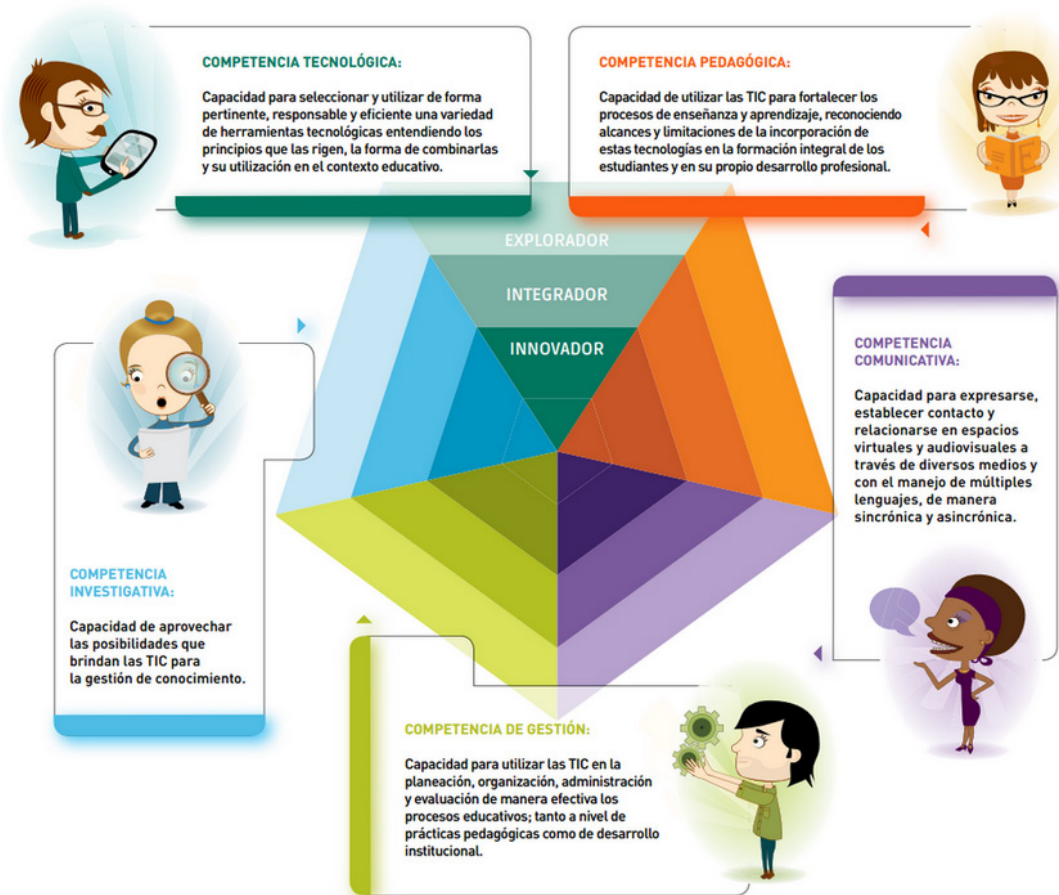 COMPETENCIA TECNOLÓGICA:
Capacidad para seleccionar y utilizar de forma
pertinente, responsable y eficiente una variedad
de herramientas tecnológicas entendiendo los
principios que las rigen, la forma de combinarlas
y su utilización en el contexto educativo.
COMPETENCIA PEDAGÓGICA:
Capacidad de utilizar las TIC para fortalecer los
procesos de enseñanza y aprendizaje, reconociendo
alcances y limitaciones de la incorporación de
estas tecnologías en la formación integral de los
estudiantes y en su propio desarrollo profesional.
EXPLORADOR
INTEGRADOR
INNOVADOR
COMPETENCIA
COMUNICATIVA:
Capacidad para expresarse,
establecer contacto y
relacionarse en espacios
virtuales y audiovisuales a
través de diversos medios y
con el manejo de múltiples
lenguajes, de manera
sincrónica y asincrónica.
COMPETENCIA
INVESTIGATIVA:
Capacidad de aprovechar
las posibilidades que
brindan las TIC para
la gestión de conocimiento.
COMPETENCIA DE GESTIÓN:
Capacidad para utilizar las TIC en la
planeación, organización, administración
y evaluación de manera efectiva los
procesos educativos; tanto a nivel de
prácticas pedagógicas como de desarrollo
institucional.